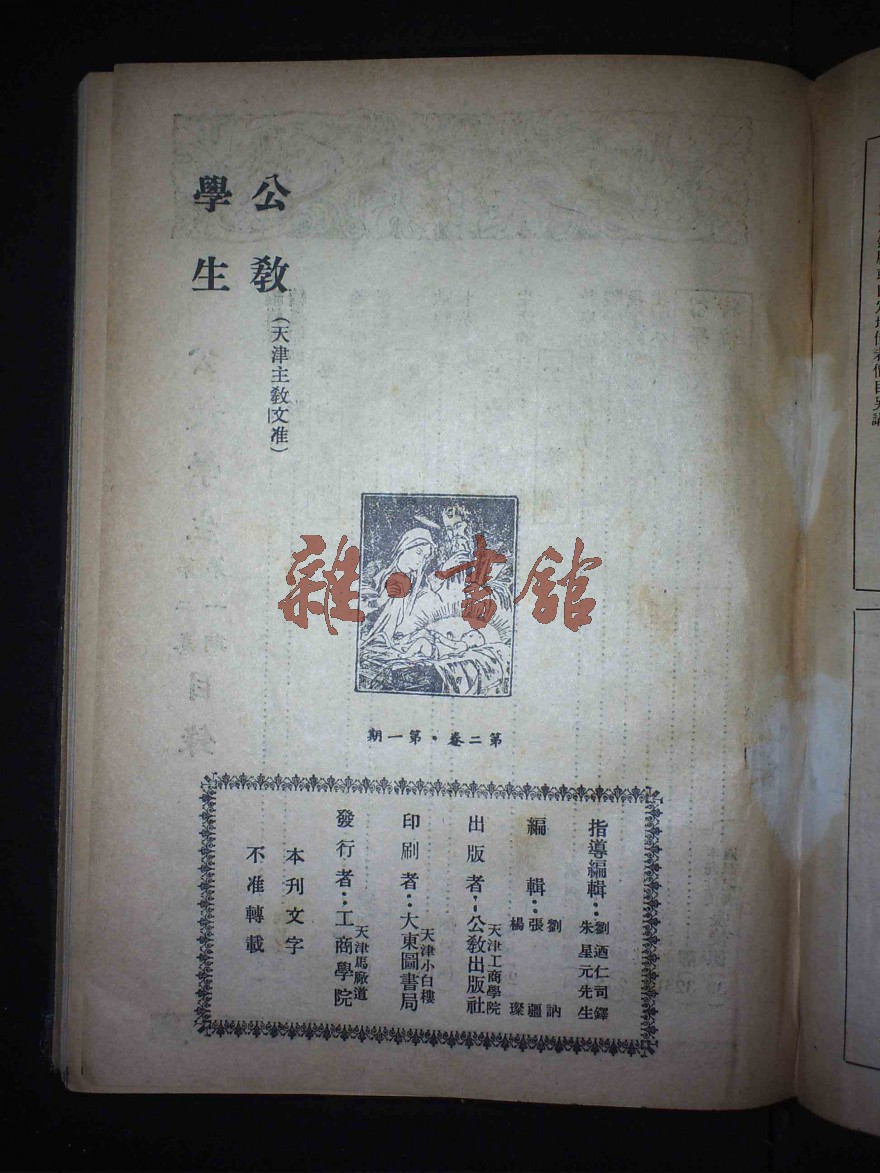 公教
學生
(天津主教文准)
雜·書館
第二卷·第一期
指導編輯：劉迺仁司鐸
朱星元先生
編輯：劉訥
張疆
楊璨
出版者：天津工商學院
公教出版社
印刷者：天津小白樓
大東圖書局
發行者：天津馬廠道
工商學院
本刊文字
不准轉載